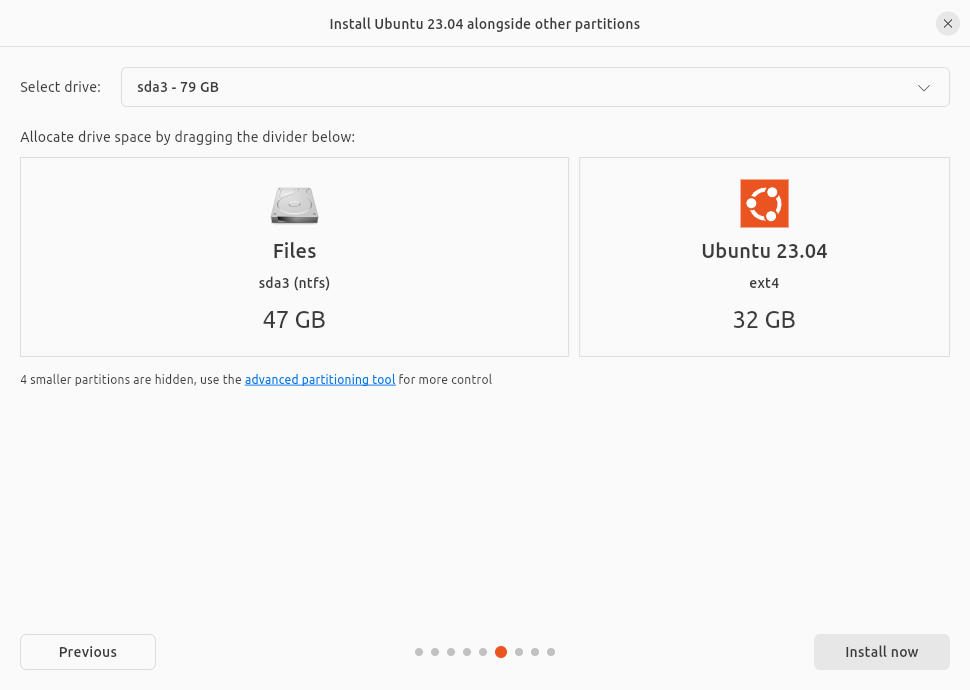 Install Ubuntu 23.04 alongside other partitions
Select drive:
sda3 - 79 GB
Allocate drive space by dragging the divider below:
Files
sda3 (ntfs)
47 GB
Ubuntu 23.04
ext4
32 GB
4 smaller partitions are hidden, use the advanced partitioning tool for more control
Previous
Install now